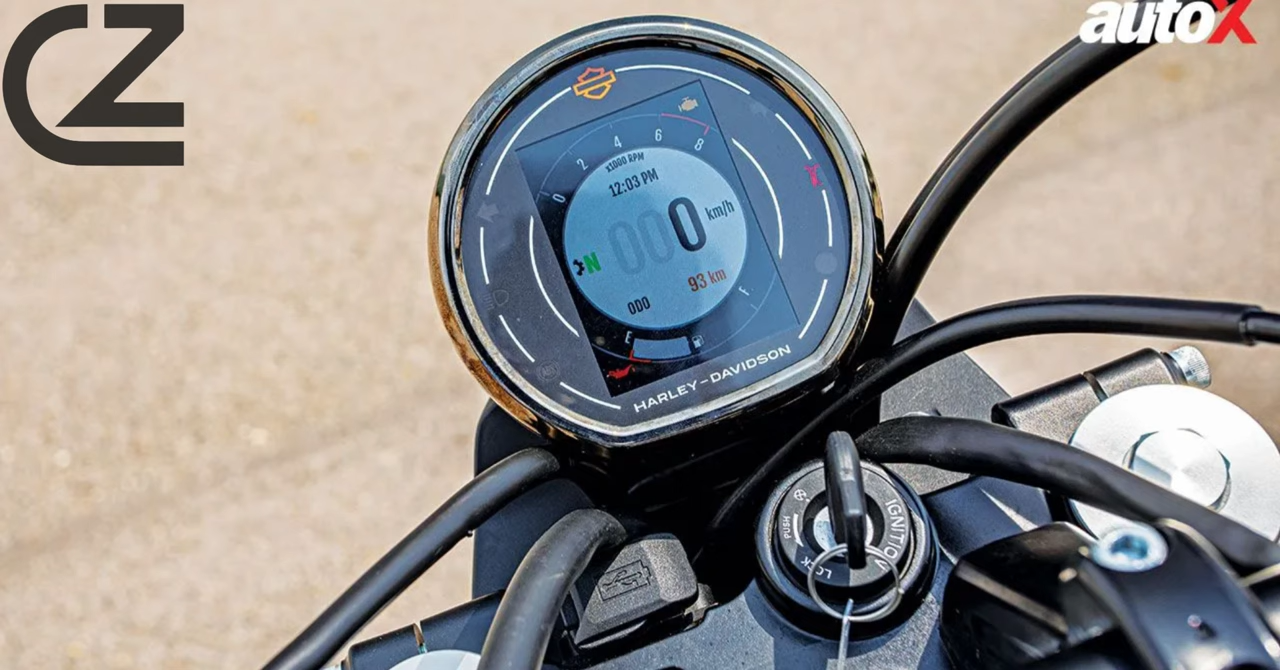 CZ
autoX
0 2 4 6 8
x1000 RPM
12:03 PM
000 km/h
N
93 km
000
E F
HARLEY-DAVIDSON
IGNITION
PUSH
LOCK